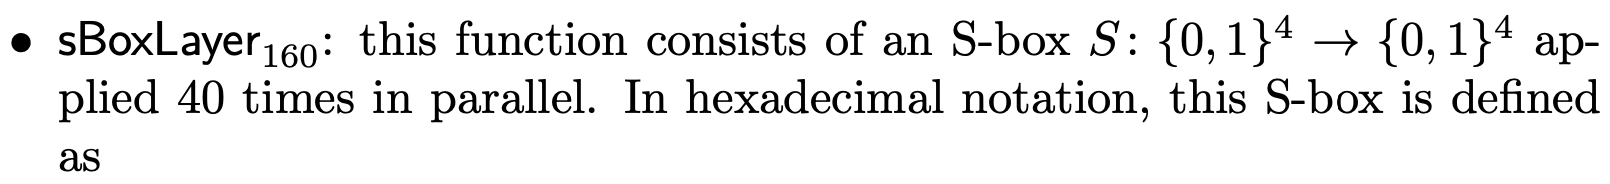 • sBoxLayer₁₆₀: this function consists of an S-box S: {0, 1}⁴ → {0, 1}⁴ ap-
plied 40 times in parallel. In hexadecimal notation, this S-box is defined
as